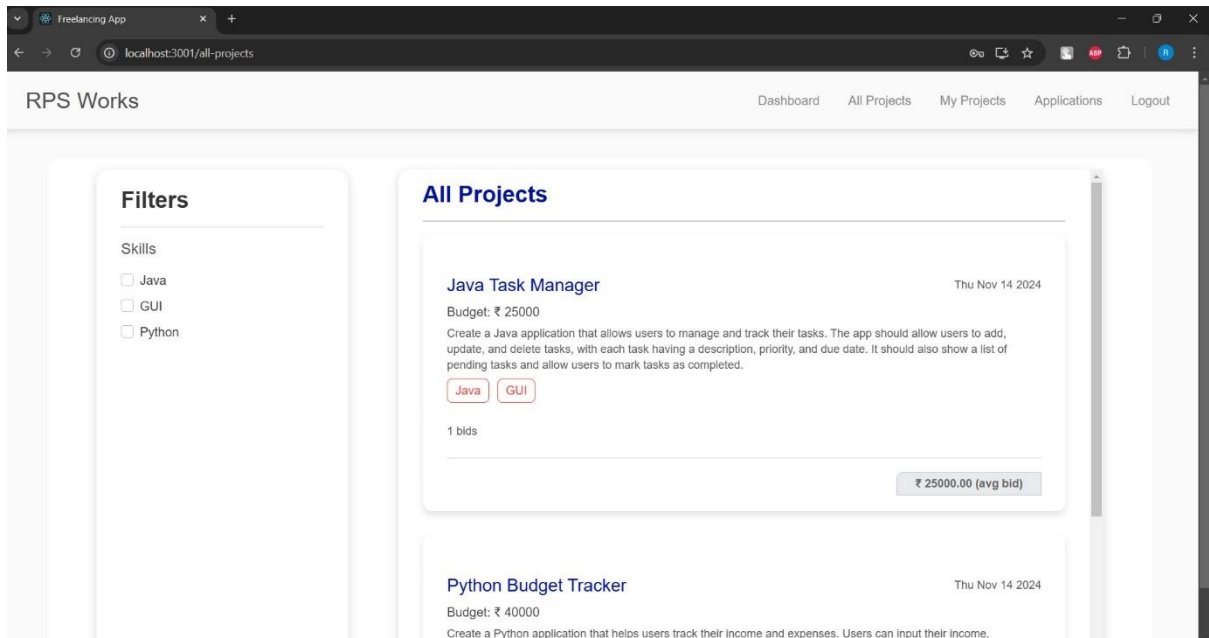 Freelancing App
localhost:3001/all-projects
ABP
R
RPS Works
Dashboard All Projects My Projects Applications Logout
Filters
Skills
Java
GUI
Python
All Projects
Java Task Manager
Thu Nov 14 2024
Budget: ₹ 25000
Create a Java application that allows users to manage and track their tasks. The app should allow users to add,
update, and delete tasks, with each task having a description, priority, and due date. It should also show a list of
pending tasks and allow users to mark tasks as completed.
Java GUI
1 bids
₹ 25000.00 (avg bid)
Python Budget Tracker
Thu Nov 14 2024
Budget: ₹ 40000
Create a Python application that helps users track their income and expenses. Users can input their income,